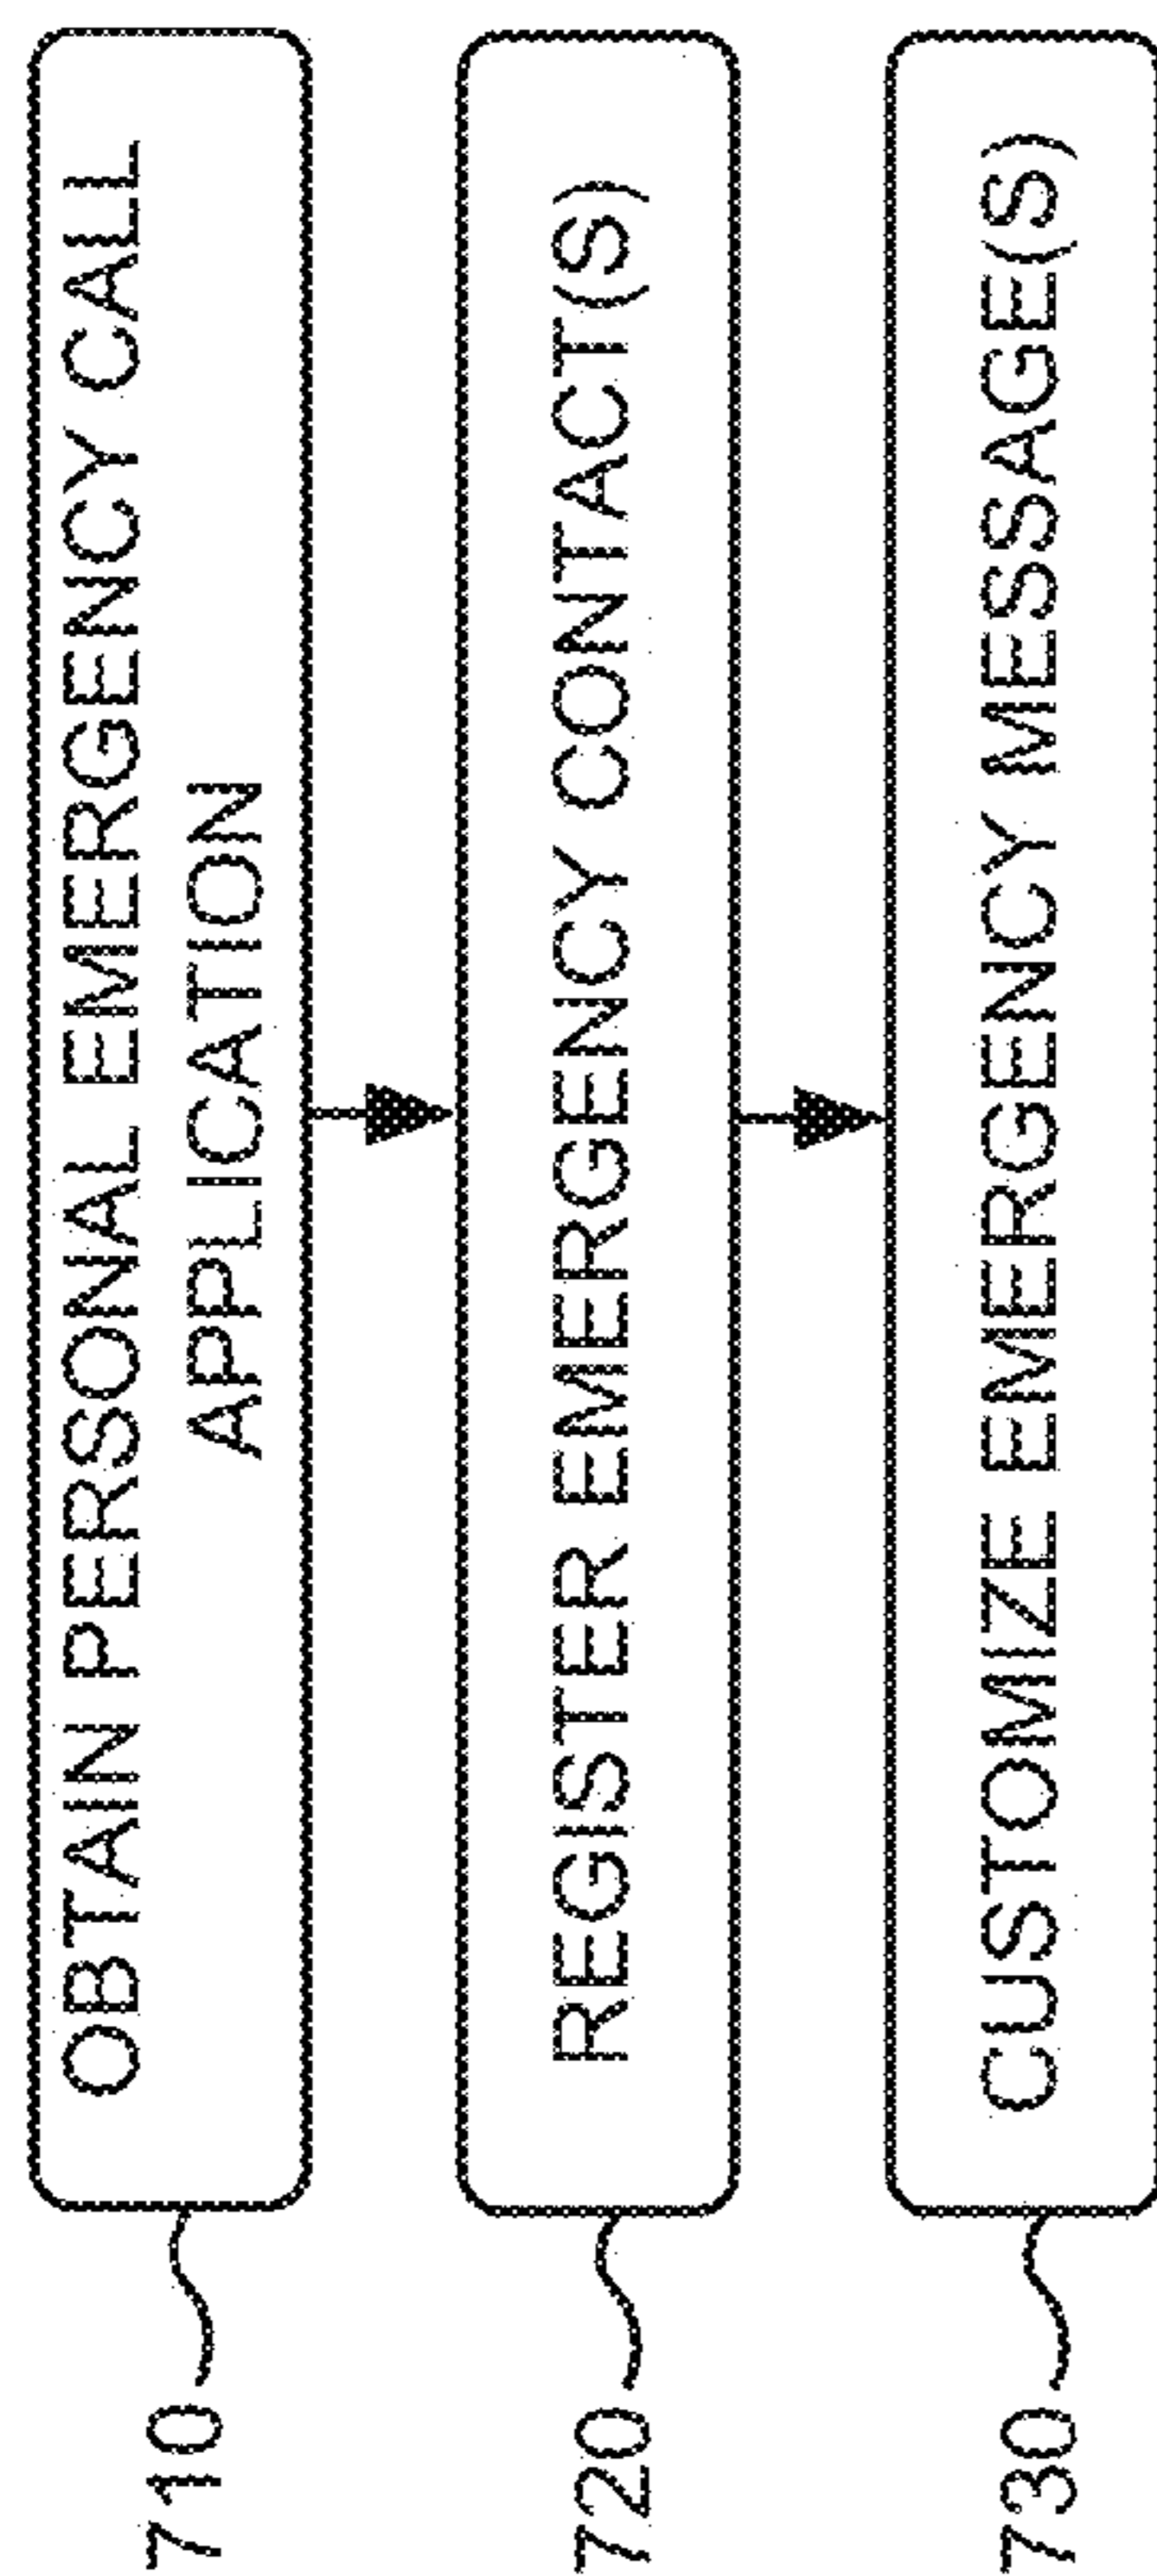 710
OBTAIN PERSONAL EMERGENCY CALL
APPLICATION
720
REGISTER EMERGENCY CONTACT(S)
730
CUSTOMIZE EMERGENCY MESSAGE(S)